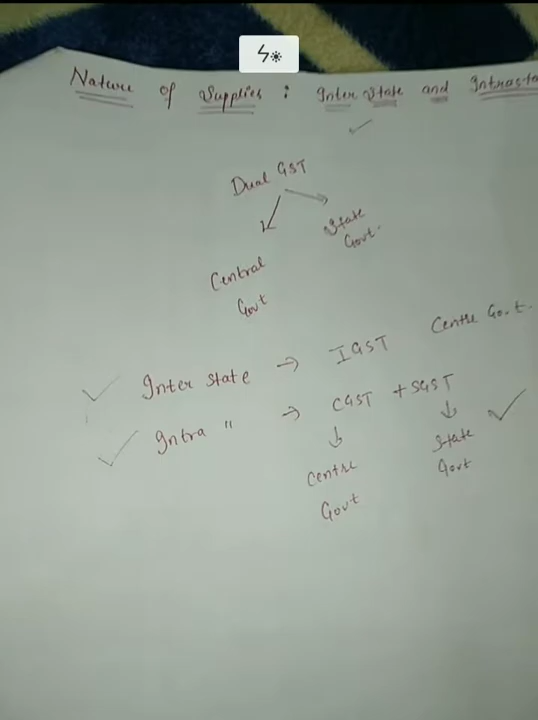 Nature of Supplies : Inter State and Intrasta
Dual GST
Central Govt
State Govt.
Inter state → IGST Centre Govt.
Intra " → CGST + SGST
↓ ↓
Centre Govt
State Govt